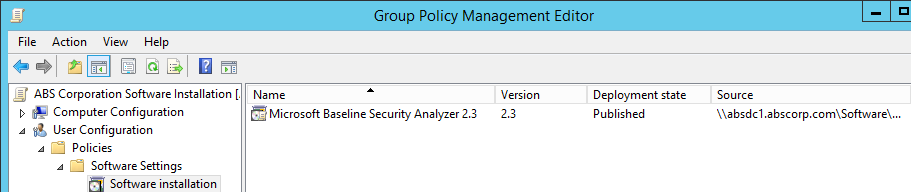 Group Policy Management Editor
File Action View Help
ABS Corporation Software Installation [.
Computer Configuration
User Configuration
Policies
Software Settings
Software installation
Name Version Deployment state Source
Microsoft Baseline Security Analyzer 2.3 2.3 Published \\absdc1.abscorp.com\Software\...